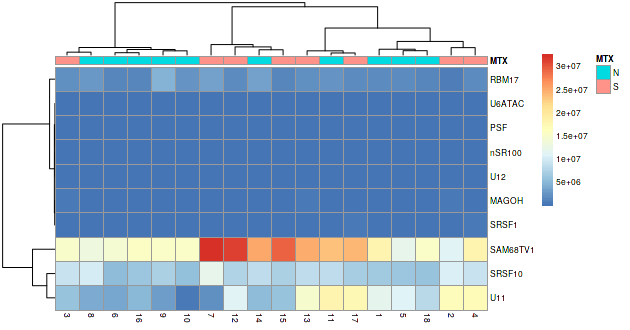 MTX
RBM17
U6ATAC
PSF
nSR100
U12
MAGOH
SRSF1
SAM68TV1
SRSF10
U11
3 8 6 16 9 10 7 12 14 15 13 11 17 1 5 18 2 4
3e+07
2.5e+07
1.5e+07
1e+07
5e+06
MTX
N
S